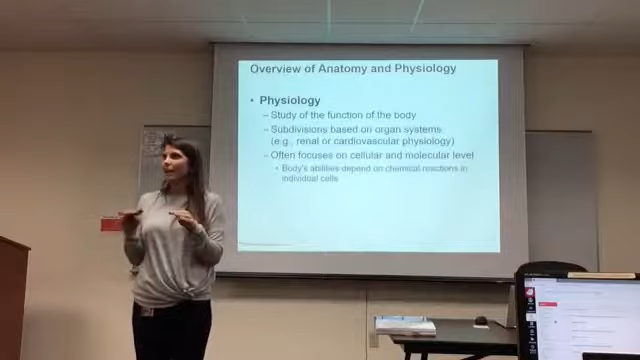 Overview of Anatomy and Physiology
• Physiology
– Study of the function of the body
– Subdivisions based on organ systems
(e.g., renal or cardiovascular physiology)
– Often focuses on cellular and molecular level
• Body's abilities depend on chemical reactions in
individual cells